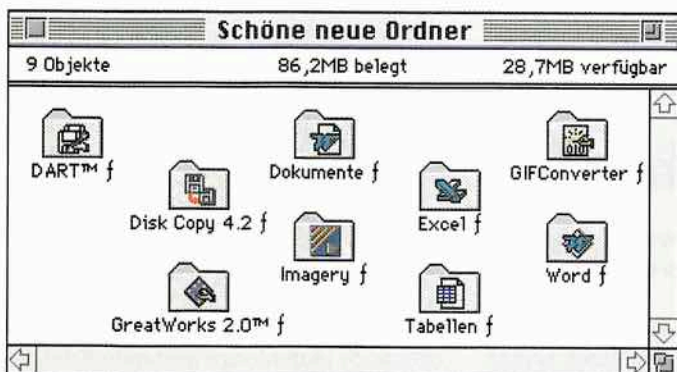 Schöne neue Ordner
9 Objekte 86,2MB belegt 28,7MB verfügbar
DART™ ƒ Dokumente ƒ GIFConverter ƒ
Disk Copy 4.2 ƒ Excel ƒ
Imagery ƒ Word ƒ
GreatWorks 2.0™ ƒ Tabellen ƒ